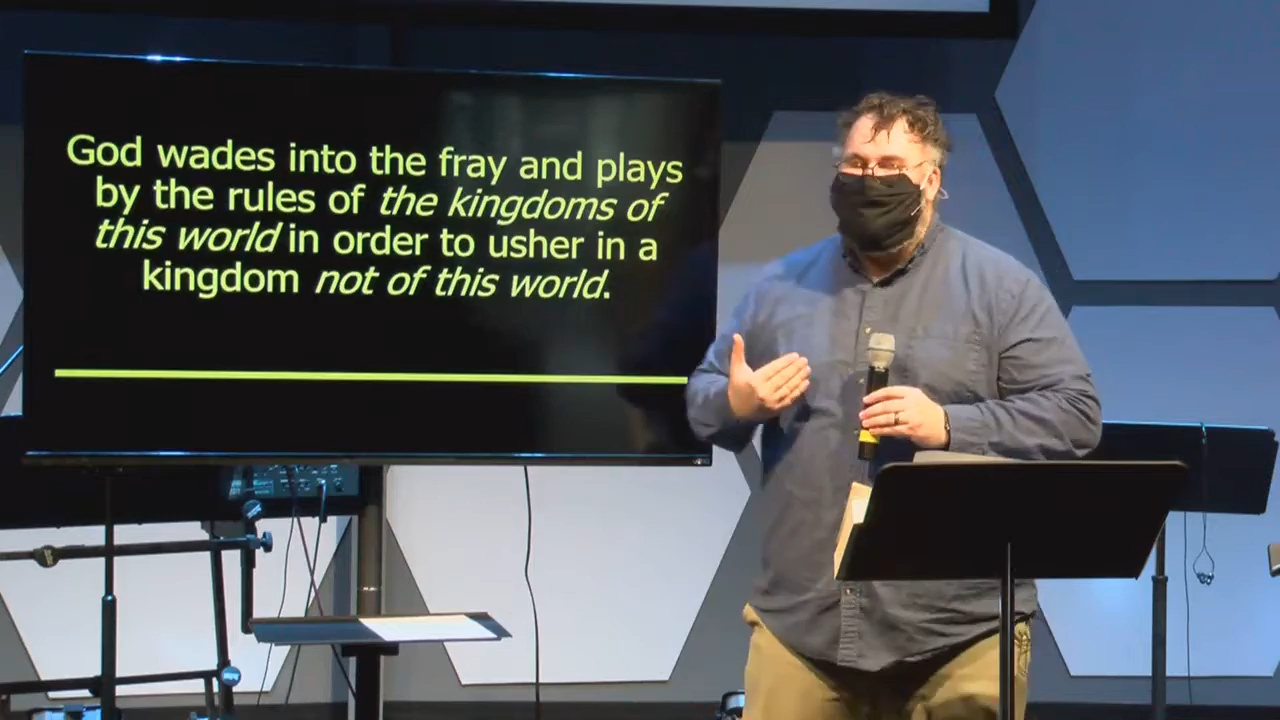 God wades into the fray and plays
by the rules of the kingdoms of
this world in order to usher in a
kingdom not of this world.